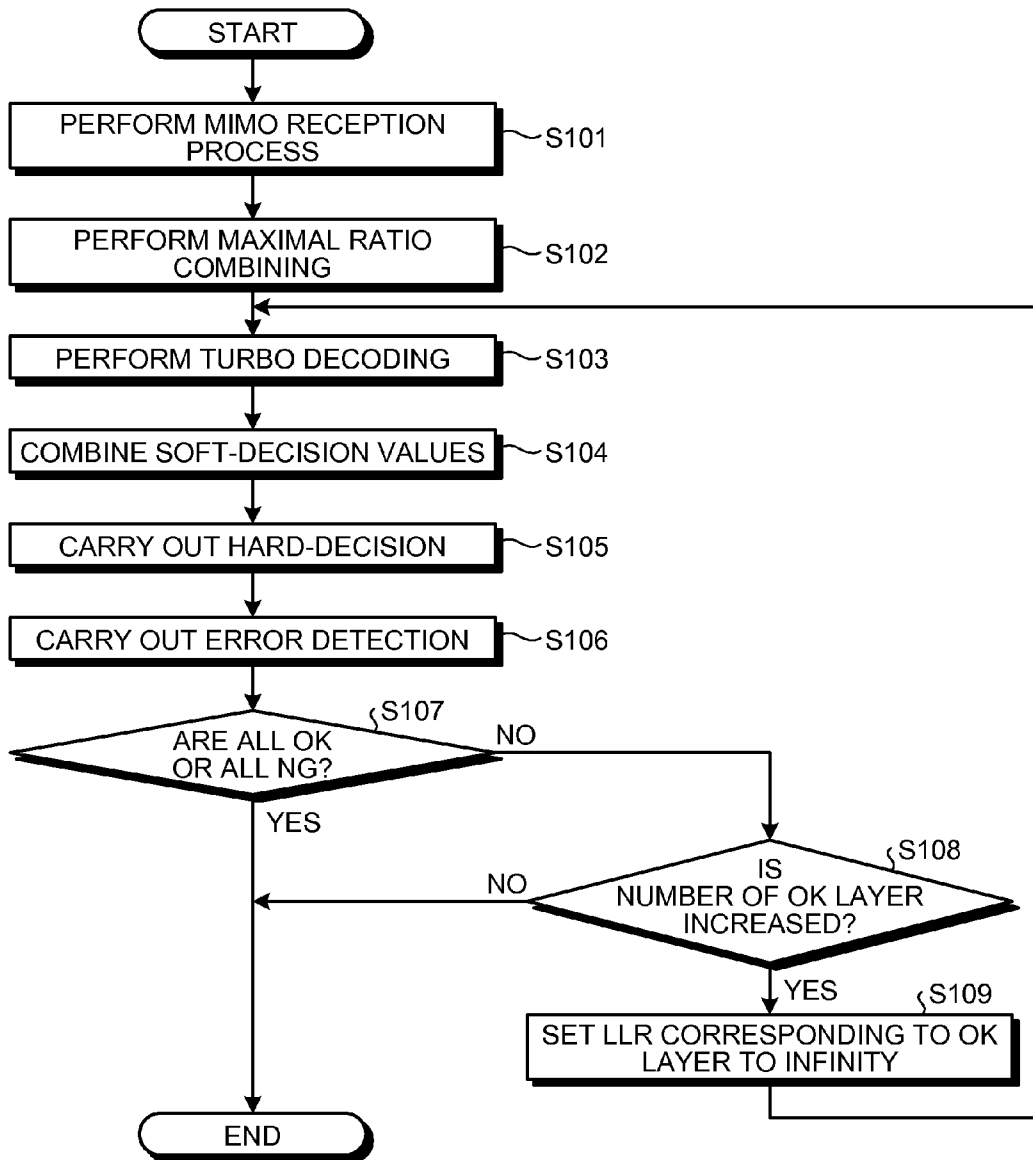 START
PERFORM MIMO RECEPTION
PROCESS
S101
PERFORM MAXIMAL RATIO
COMBINING
S102
PERFORM TURBO DECODING
S103
COMBINE SOFT-DECISION VALUES
S104
CARRY OUT HARD-DECISION
S105
CARRY OUT ERROR DETECTION
S106
S107
ARE ALL OK
OR ALL NG?
NO
YES
S108
IS
NUMBER OF OK LAYER
INCREASED?
NO
YES
S109
SET LLR CORRESPONDING TO OK
LAYER TO INFINITY
END